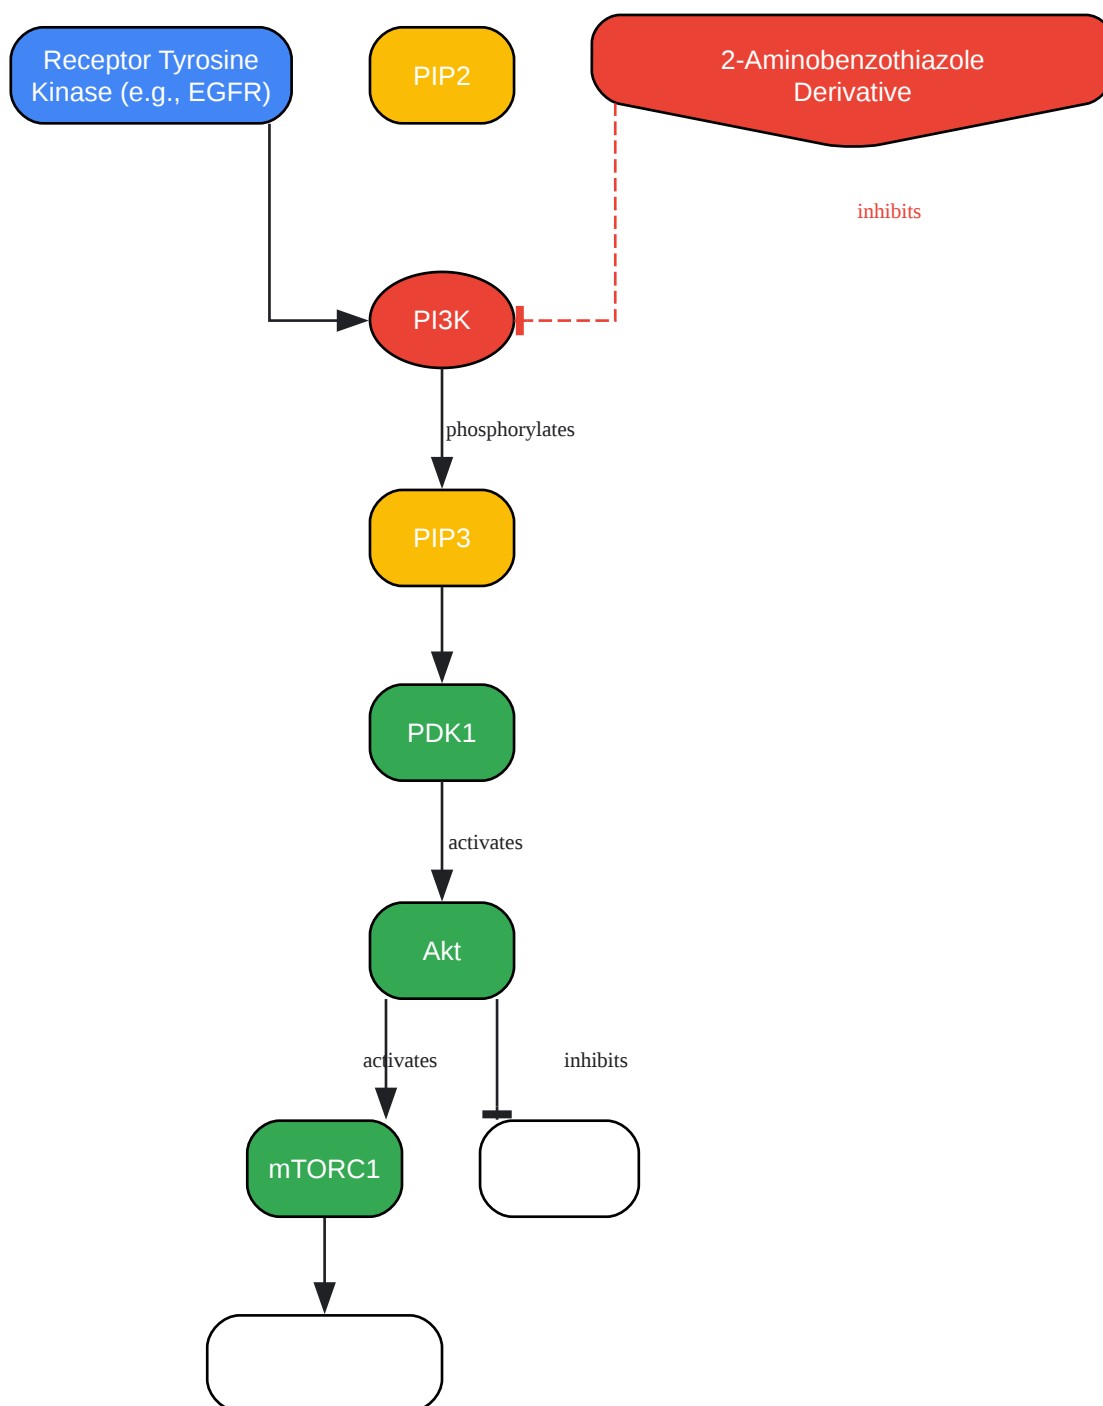 Receptor Tyrosine
Kinase (e.g., EGFR)
PIP2
2-Aminobenzothiazole
Derivative
inhibits
PI3K
phosphorylates
PIP3
PDK1
activates
Akt
activates
inhibits
mTORC1